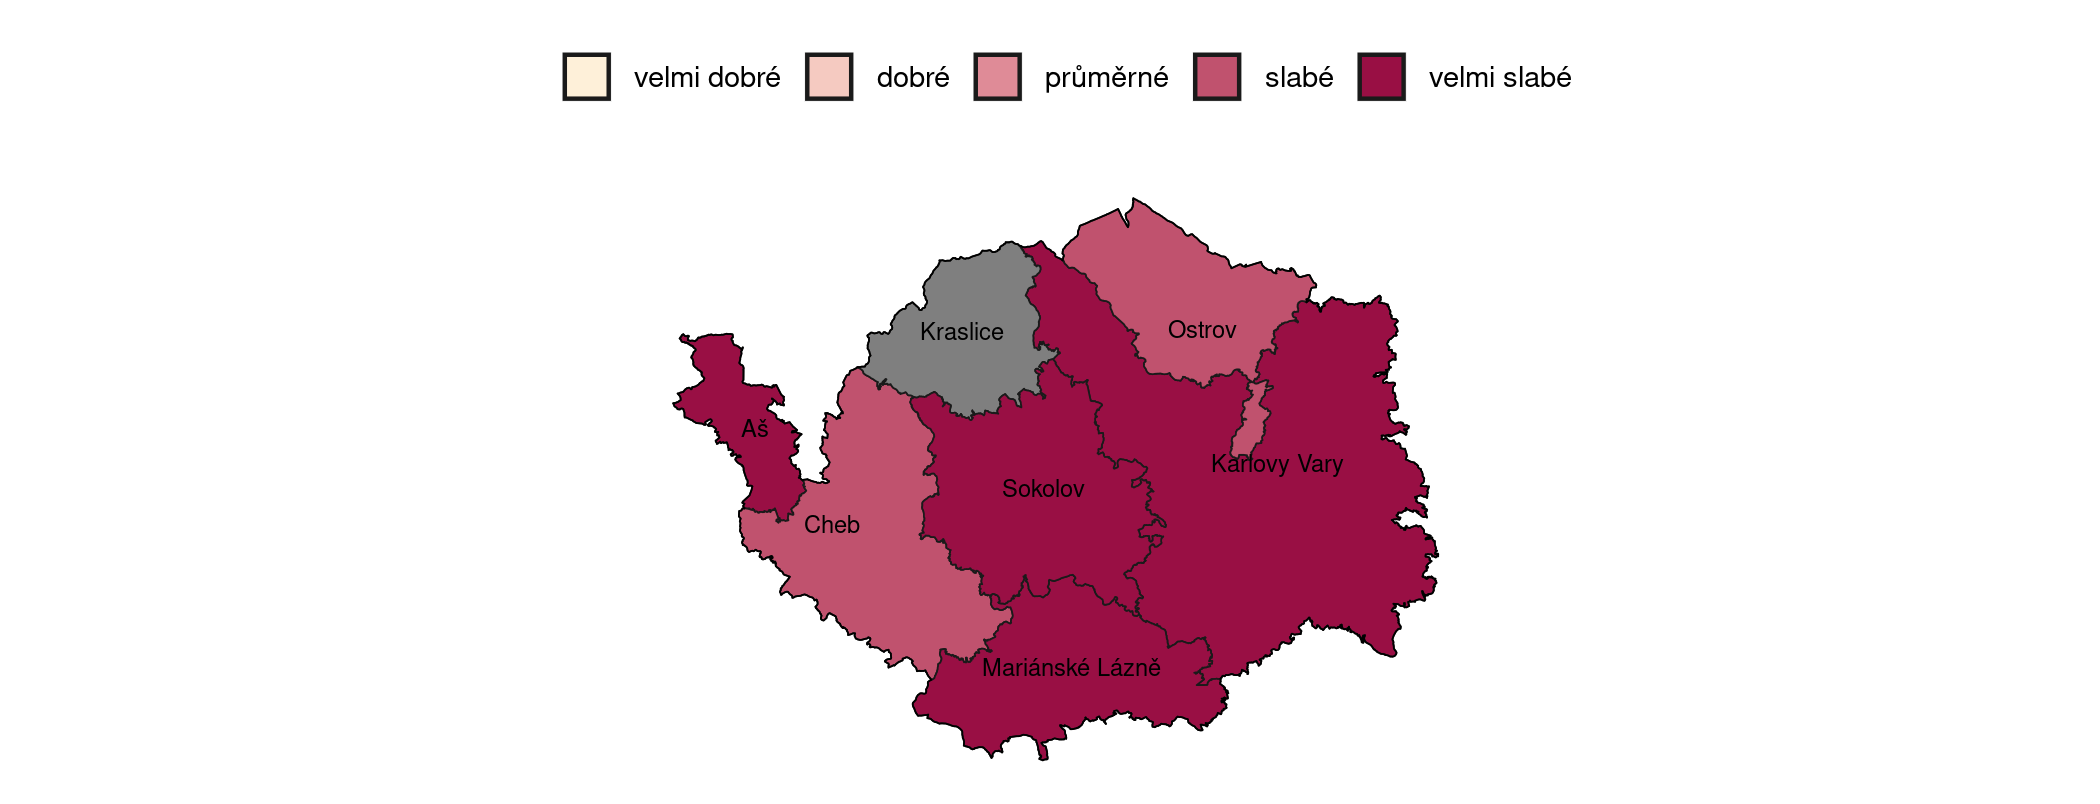 velmi dobré dobré průměrné slabé velmi slabé
Kraslice
Ostrov
Aš
Karlovy Vary
Sokolov
Cheb
Mariánské Lázně